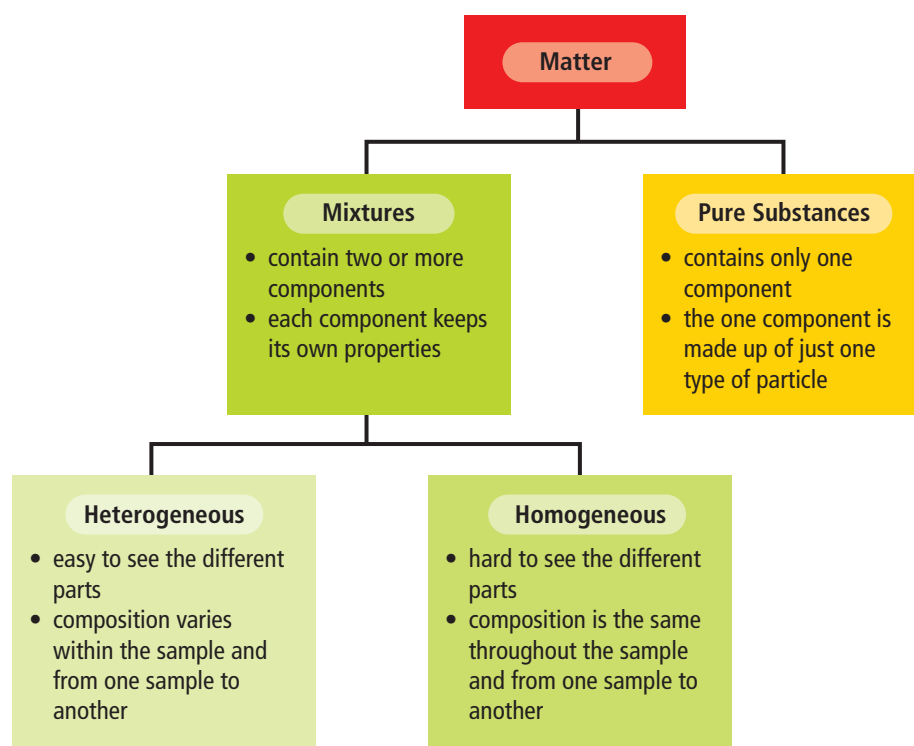 Matter
Mixtures
• contain two or more
components
• each component keeps
its own properties
Pure Substances
• contains only one
component
• the one component is
made up of just one
type of particle
Heterogeneous
• easy to see the different
parts
• composition varies
within the sample and
from one sample to
another
Homogeneous
• hard to see the different
parts
• composition is the same
throughout the sample
and from one sample to
another